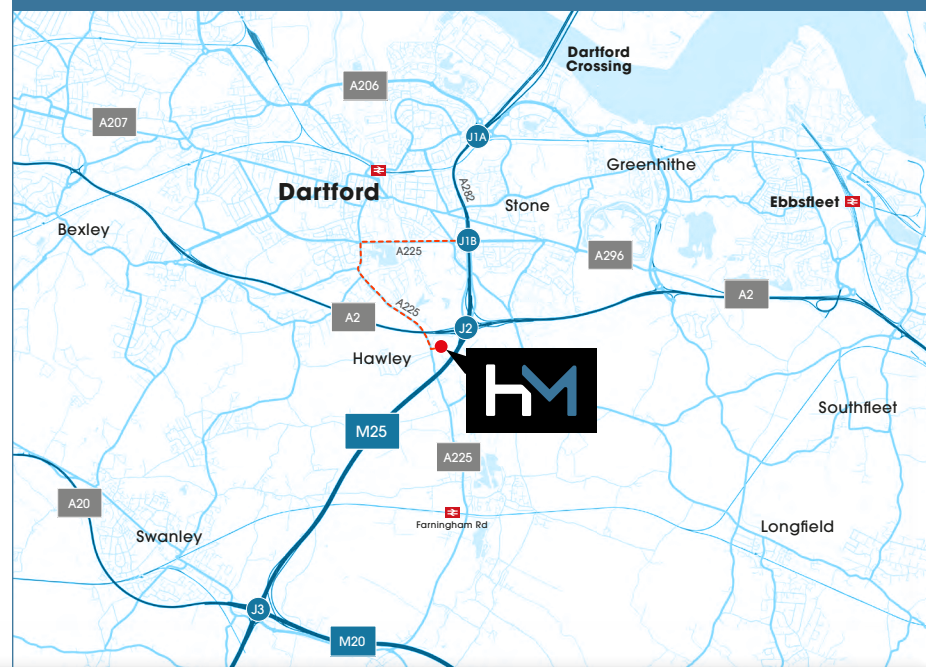 Dartford
Crossing
A206
A207
J1A
Greenhithe
Dartford
A282
Stone
Ebbsfleet
Bexley
J1B
A225
A296
A2
A225
A2
J2
Hawley
hM
Southfleet
M25
A225
A20
Farningham Rd
Longfield
Swanley
J3
M20